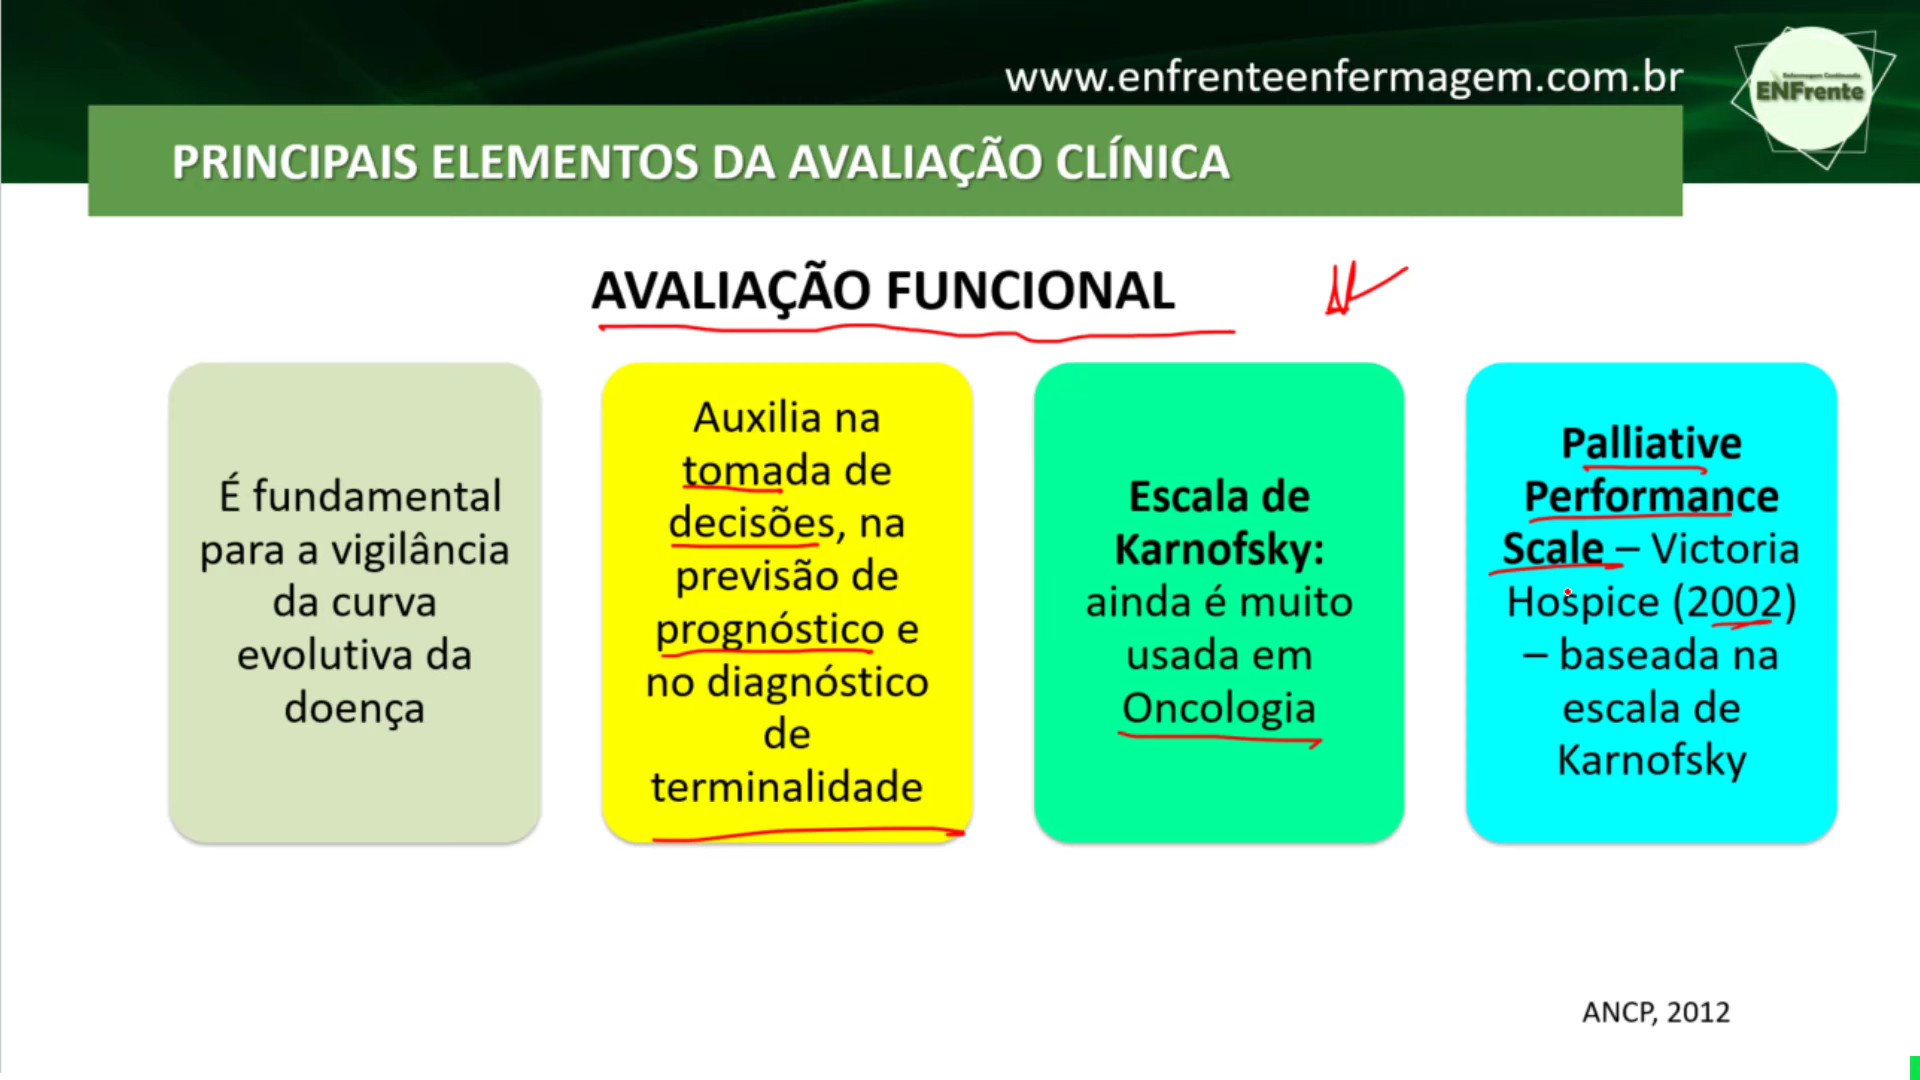 www.enfrenteenfermagem.com.br
Enfermagem Continuada
ENFrente
PRINCIPAIS ELEMENTOS DA AVALIAÇÃO CLÍNICA
AVALIAÇÃO FUNCIONAL
É fundamental
para a vigilância
da curva
evolutiva da
doença
Auxilia na
tomada de
decisões, na
previsão de
prognóstico e
no diagnóstico
de
terminalidade
Escala de
Karnofsky:
ainda é muito
usada em
Oncologia
Palliative
Performance
Scale – Victoria
Hospice (2002)
– baseada na
escala de
Karnofsky
ANCP, 2012